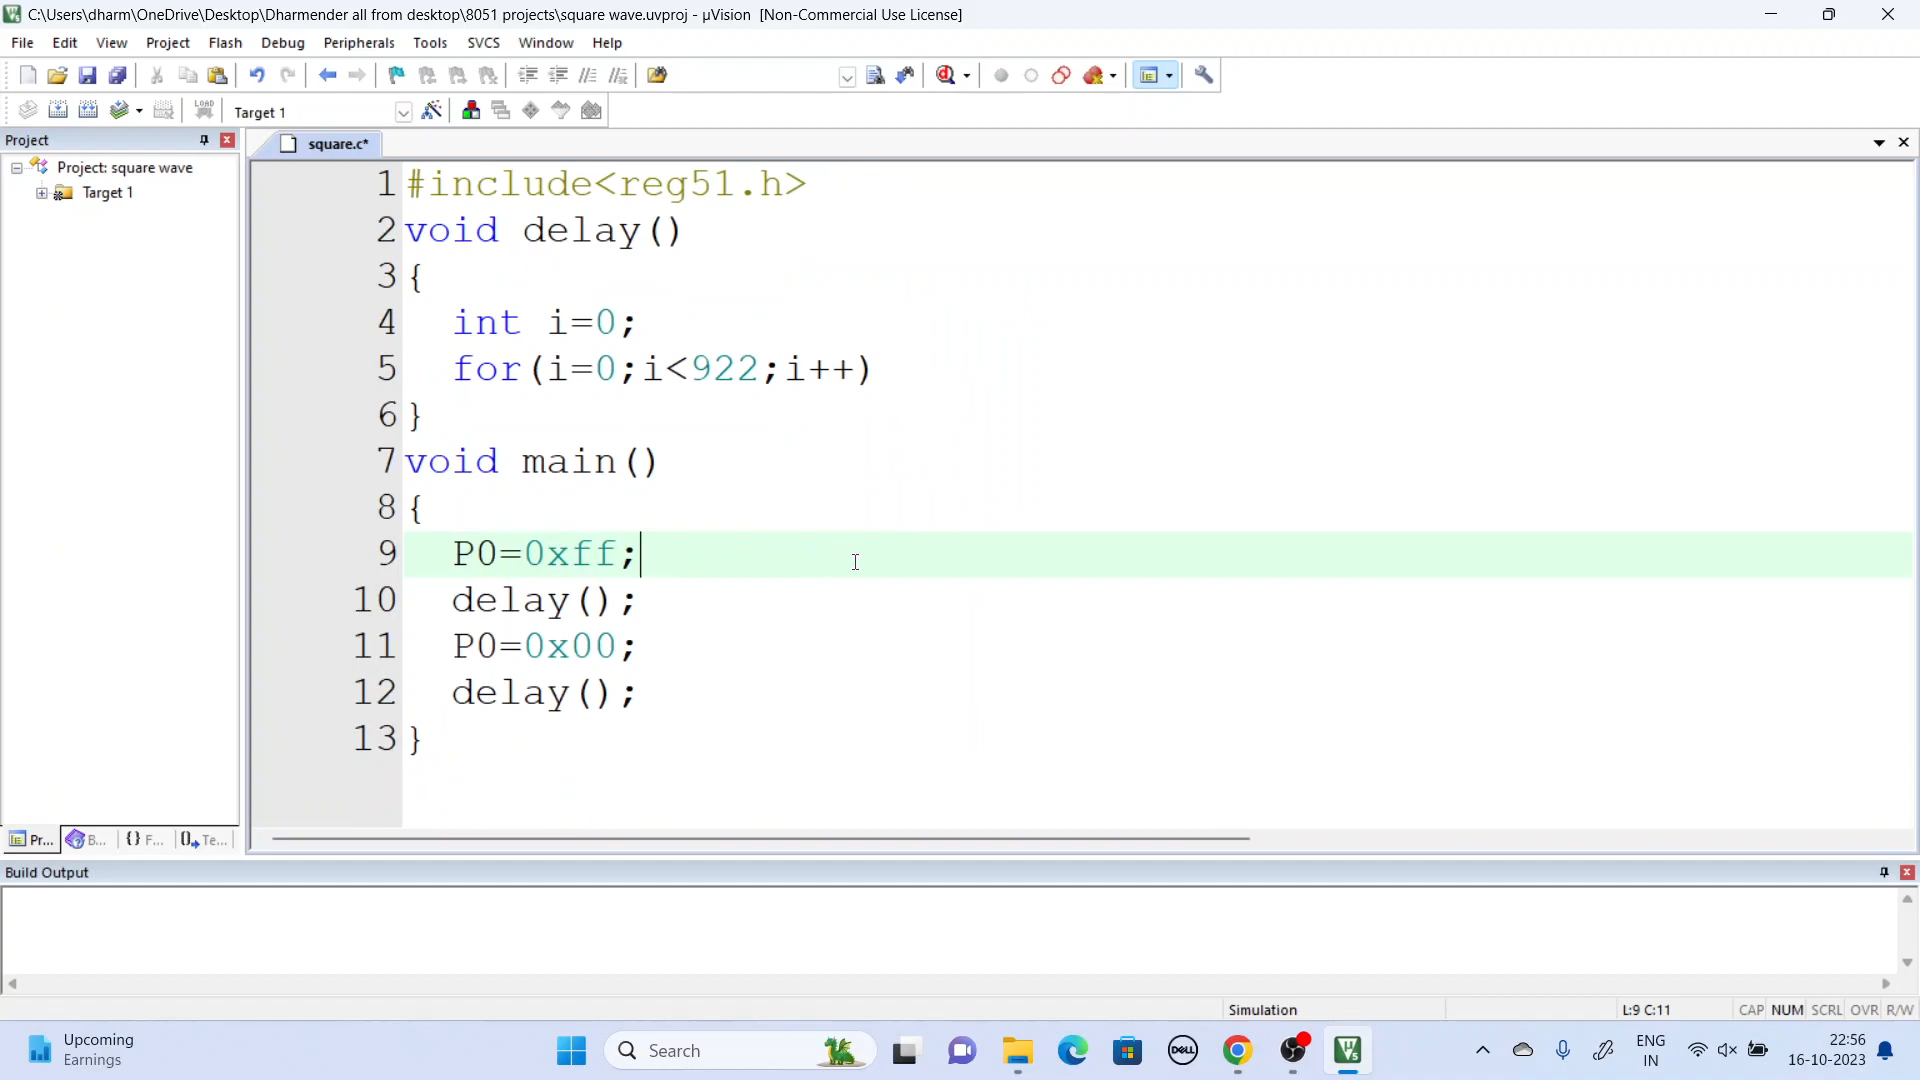 C:\Users\dharm\OneDrive\Desktop\Dharmender all from desktop\8051 projects\square wave.uvproj - µVision [Non-Commercial Use License]
File Edit View Project Flash Debug Peripherals Tools SVCS Window Help
LOAD Target 1
Project
square.c*
Project: square wave
Target 1
1 #include<reg51.h>
2 void delay()
3 {
4 int i=0;
5 for(i=0;i<922;i++)
6 }
7 void main()
8 {
9 P0=0xff;
10 delay();
11 P0=0x00;
12 delay();
13 }
Pr... B... {} F... Te...
Build Output
Simulation L:9 C:11 CAP NUM SCRL OVR R/W
Upcoming
Earnings
Search
DELL
ENG
IN
22:56
16-10-2023